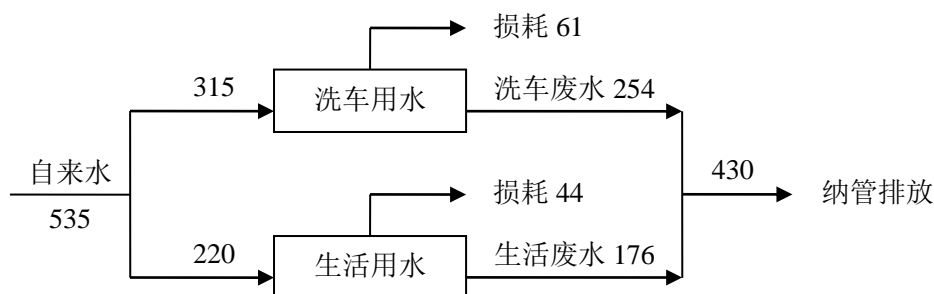 损耗 61
315
洗车用水
洗车废水 254
自来水
535
430
纳管排放
损耗 44
220
生活用水
生活废水 176